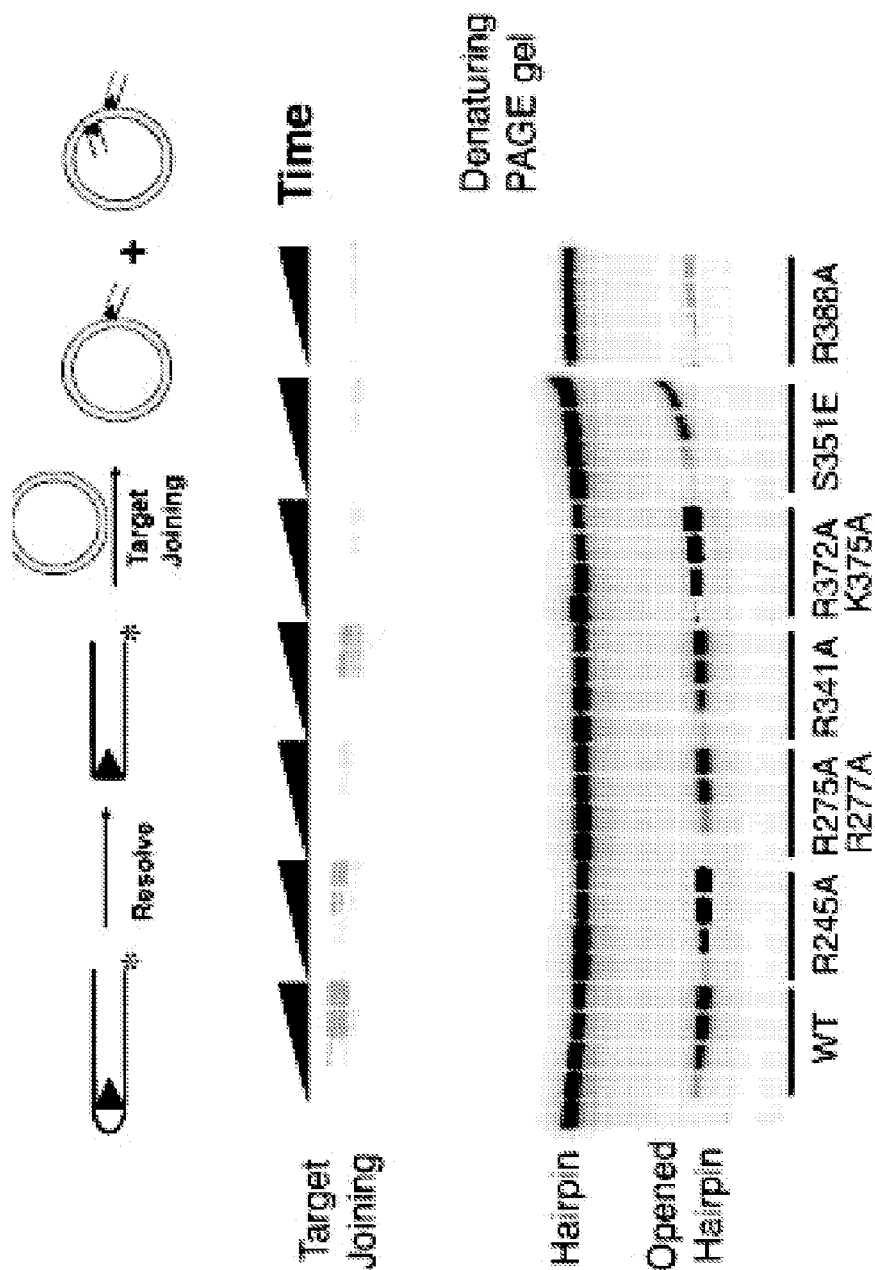 Resolve
Target
Joining
+
Time
Target
Joining
Hairpin
Opened
Hairpin
Denaturing
PAGE gel
WT
R245A
R275A
R277A
R341A
R372A
K375A
S351E
R388A